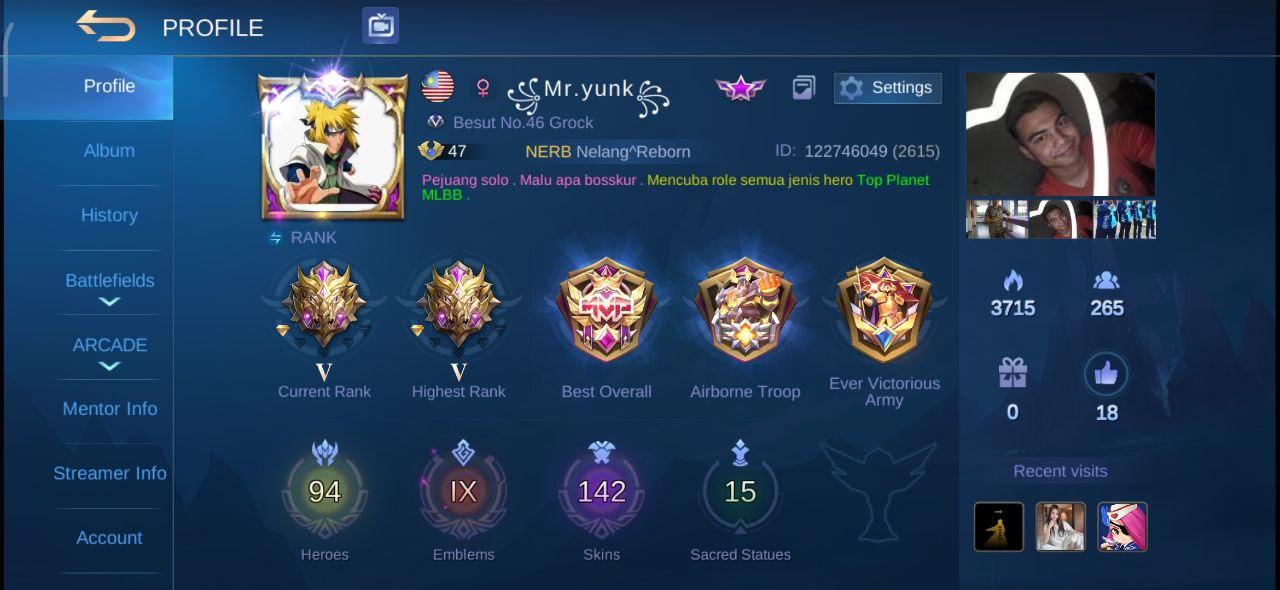 PROFILE
Profile
Album
History
Battlefields
ARCADE
Mentor Info
Streamer Info
Account
Mr.yunk
Settings
Besut No.46 Grock
47
NERB Nelang^Reborn
ID: 122746049 (2615)
Pejuang solo . Malu apa bosskur . Mencuba role semua jenis hero Top Planet
MLBB .
RANK
V
V
Current Rank
Highest Rank
Best Overall
Airborne Troop
Ever Victorious
Army
94
IX
142
15
Heroes
Emblems
Skins
Sacred Statues
3715
265
0
18
Recent visits